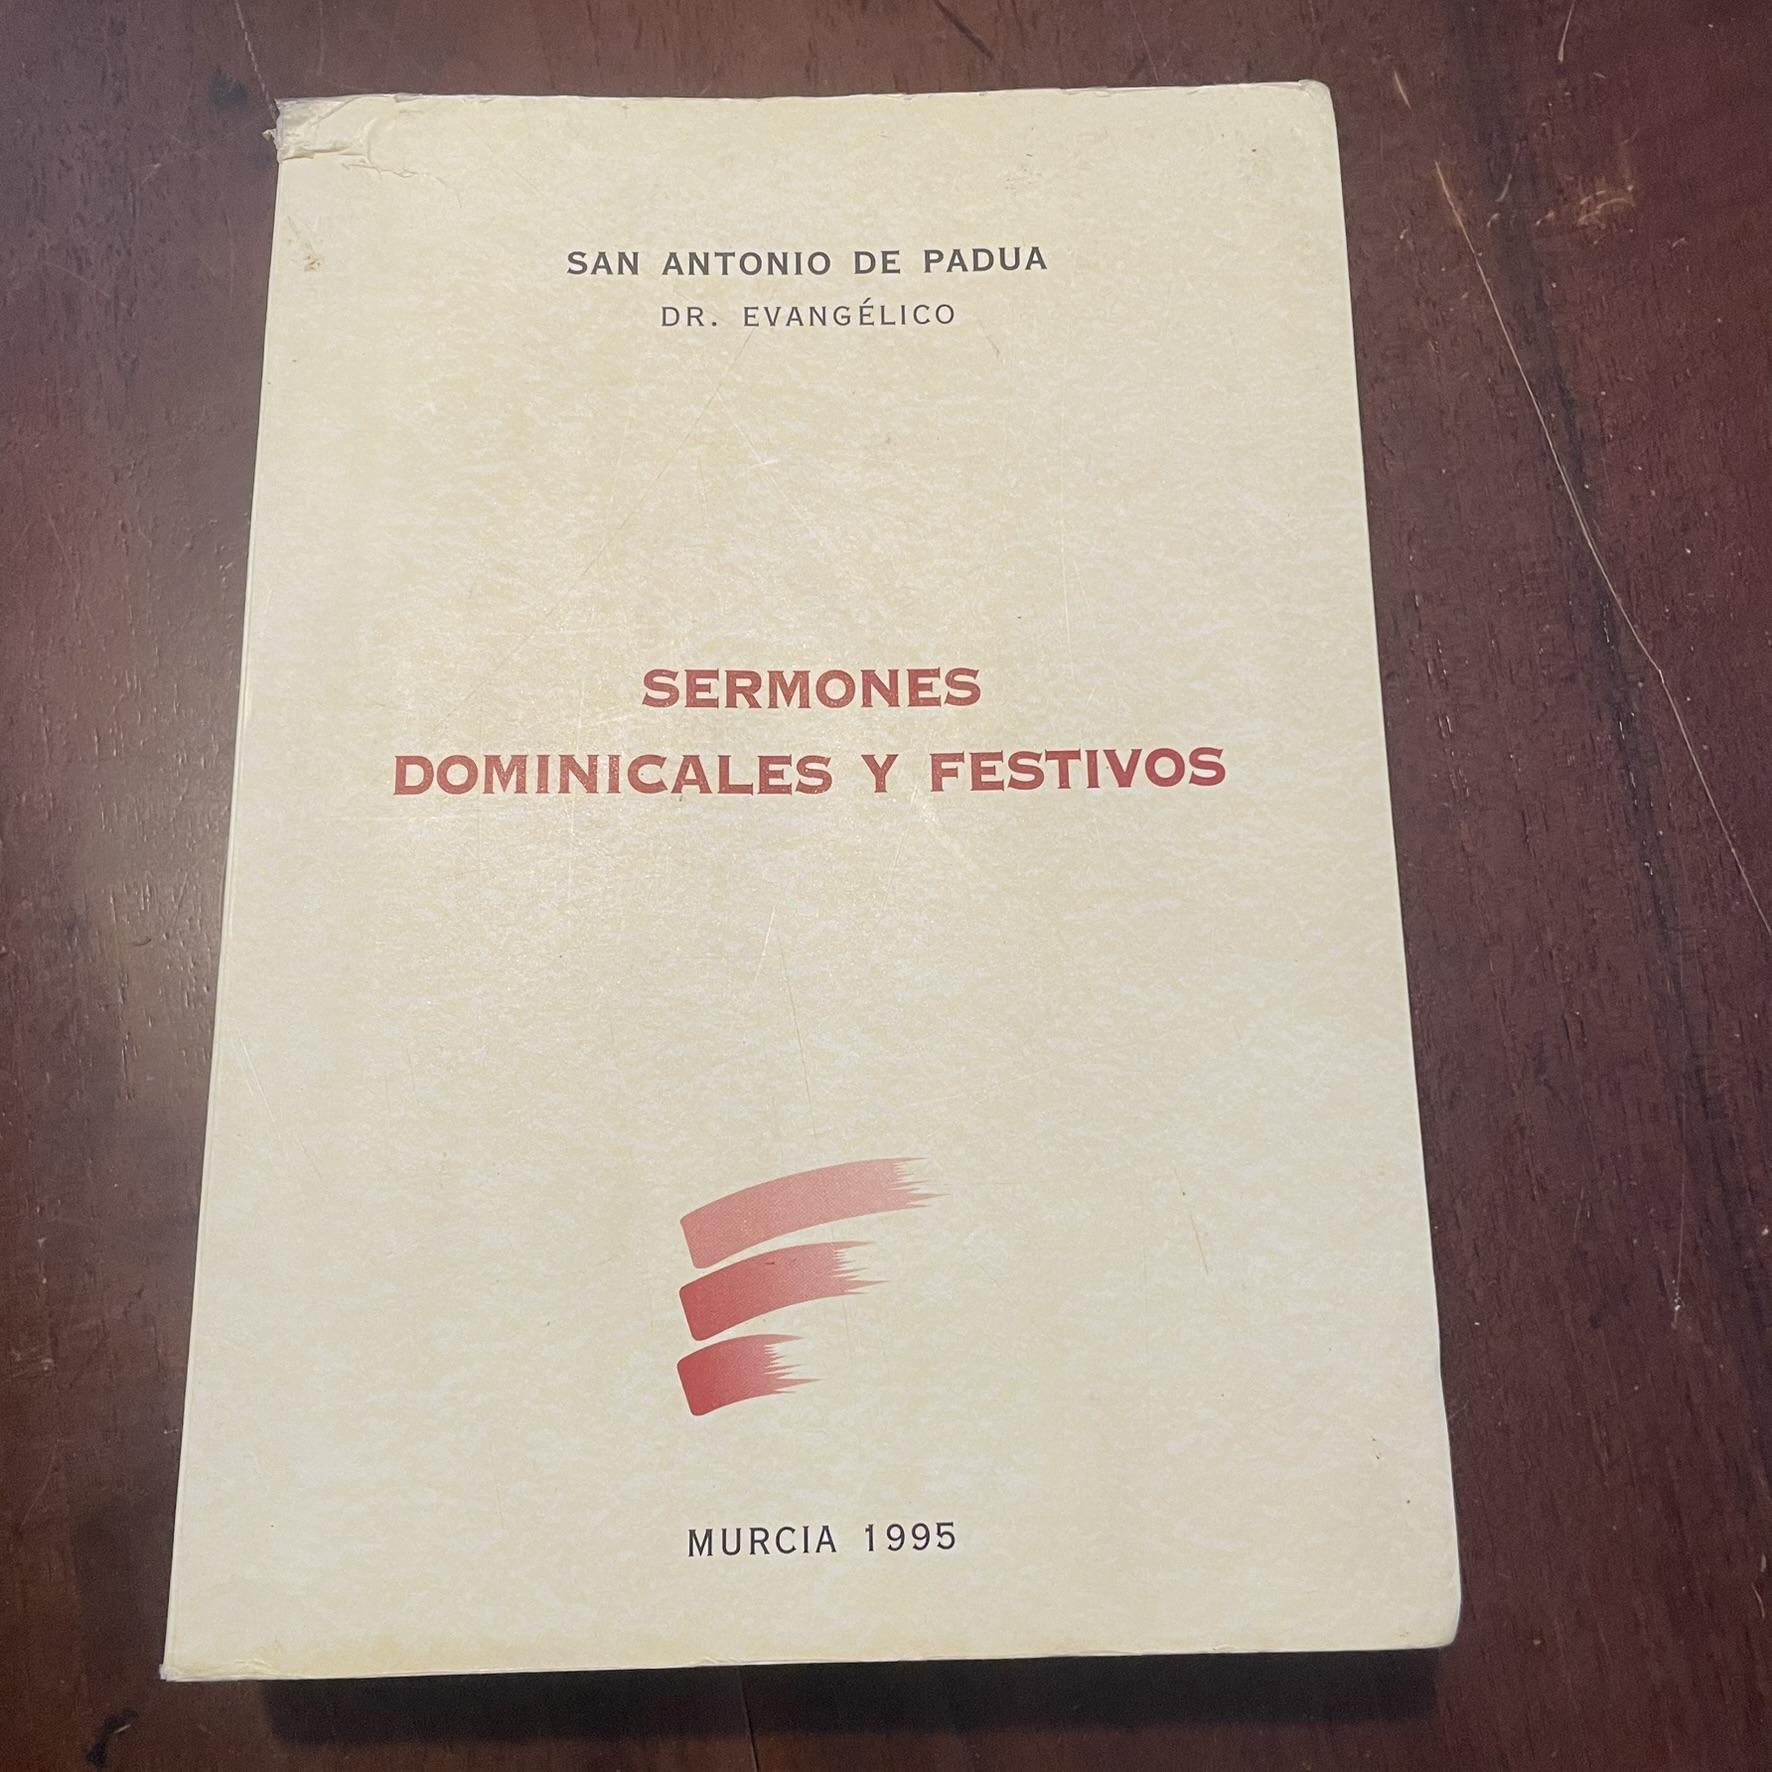 SAN ANTONIO DE PADUA
DR. EVANGÉLICO
SERMONES
DOMINICALES Y FESTIVOS
MURCIA 1995